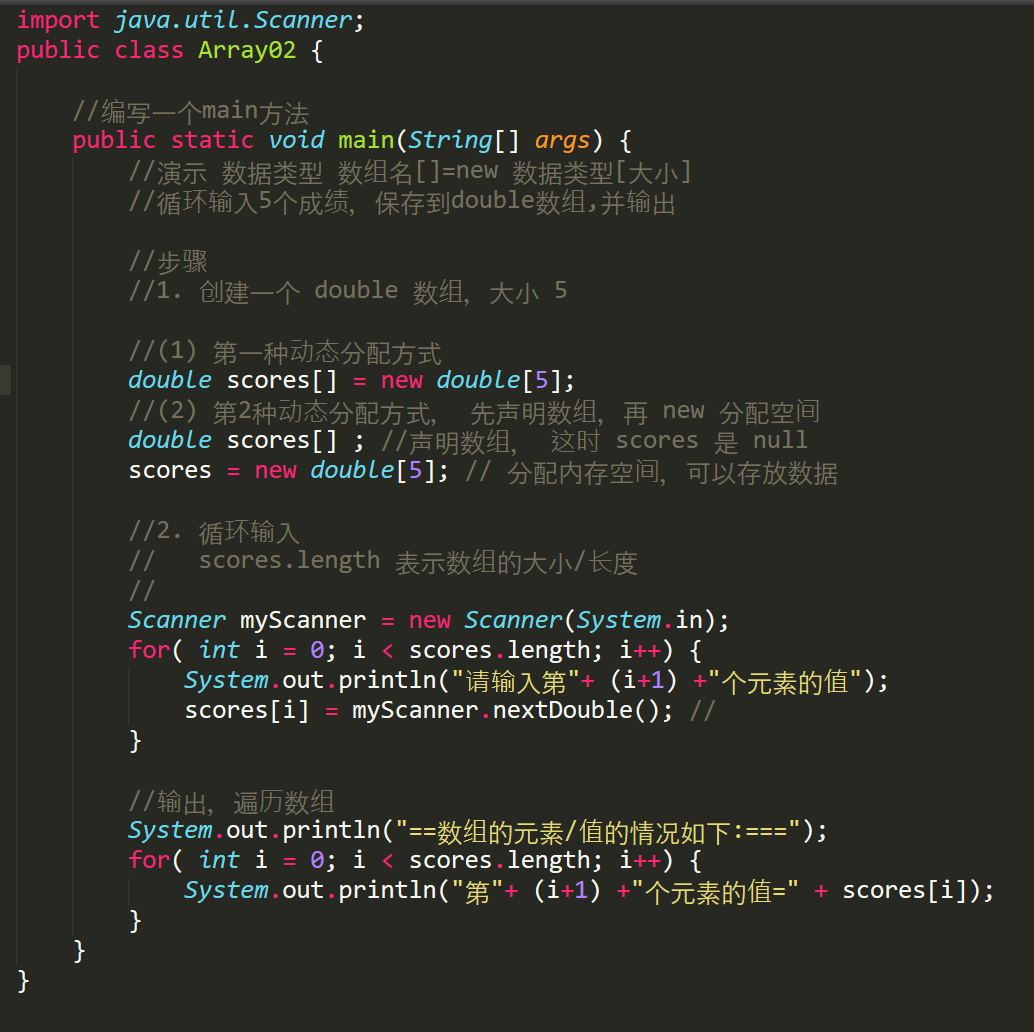 import java.util.Scanner;
public class Array02 {
//编写一个main方法
public static void main(String[] args) {
//演示 数据类型 数组名[]=new 数据类型[大小]
//循环输入5个成绩, 保存到double数组,并输出
//步骤
//1. 创建一个 double 数组, 大小 5
//(1) 第一种动态分配方式
double scores[] = new double[5];
//(2) 第2种动态分配方式, 先声明数组, 再 new 分配空间
double scores[] ; //声明数组, 这时 scores 是 null
scores = new double[5]; // 分配内存空间, 可以存放数据
//2. 循环输入
//   scores.length 表示数组的大小/长度
//
Scanner myScanner = new Scanner(System.in);
for( int i = 0; i < scores.length; i++) {
System.out.println("请输入第"+ (i+1) +"个元素的值");
scores[i] = myScanner.nextDouble(); //
}
//输出, 遍历数组
System.out.println("==数组的元素/值的情况如下:===");
for( int i = 0; i < scores.length; i++) {
System.out.println("第"+ (i+1) +"个元素的值=" + scores[i]);
}
}
}